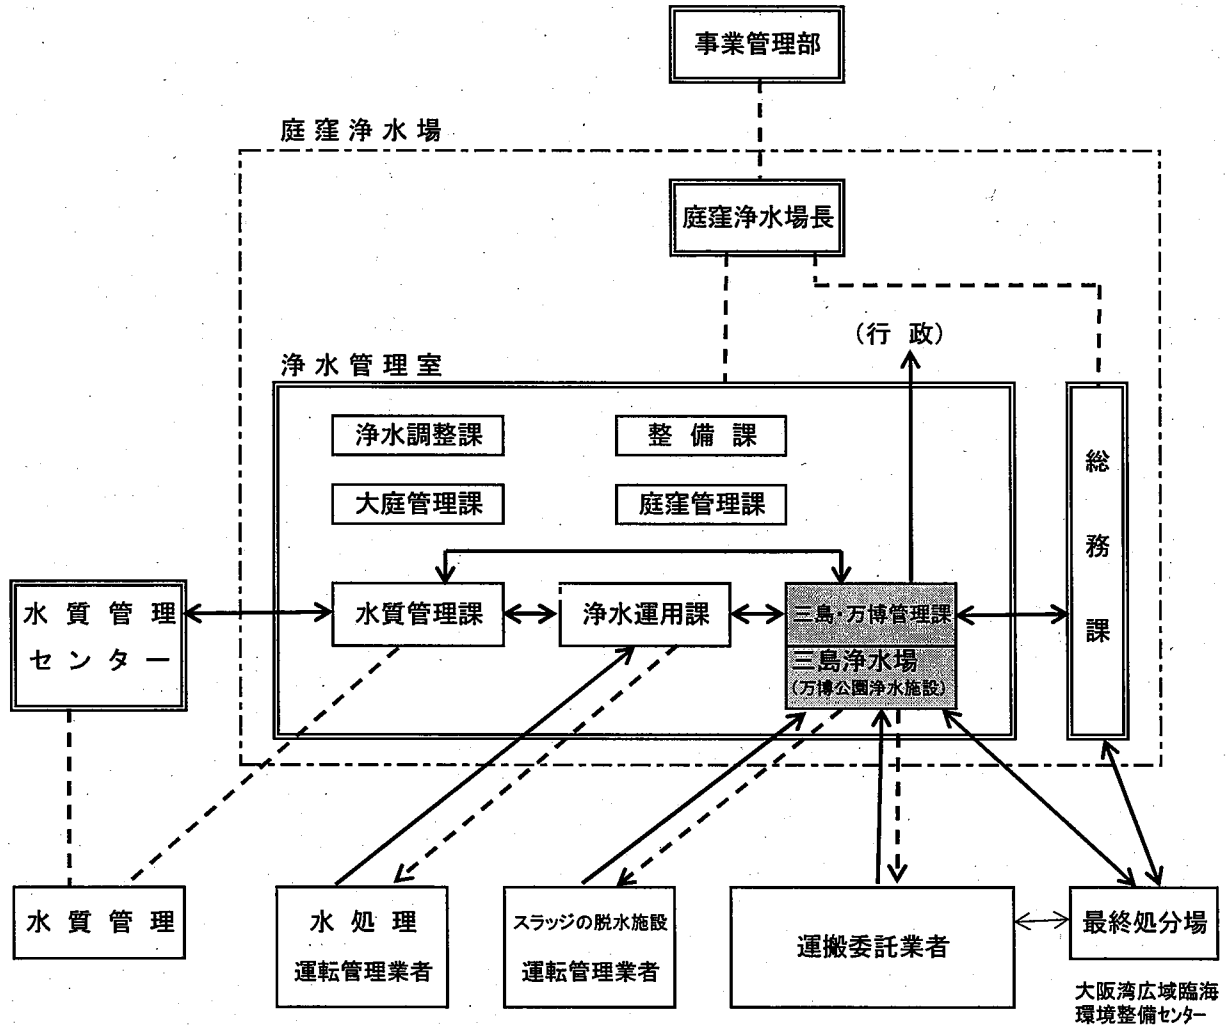 事業管理部
庭窪浄水場
庭窪浄水場長
(行 政)
浄水管理室
浄水調整課
整 備 課
大庭管理課
庭窪管理課
総務課
水質管理
センター
水質管理課
浄水運用課
三島・万博管理課
三島浄水場
(万博公園浄水施設)
水質管理
水 処 理
運転管理業者
スラッジの脱水施設
運転管理業者
運搬委託業者
最終処分場
大阪湾広域臨海
環境整備センター